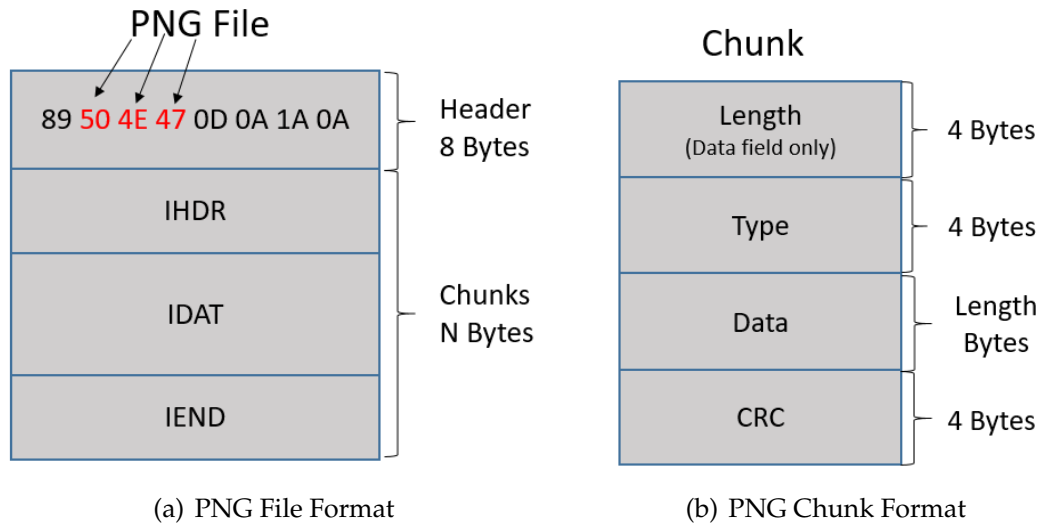 PNG File
89 50 4E 47 0D 0A 1A 0A
Header
8 Bytes
IHDR
IDAT
Chunks
N Bytes
IEND
(a) PNG File Format
Chunk
Length
(Data field only)
4 Bytes
Type
4 Bytes
Data
Length
Bytes
CRC
4 Bytes
(b) PNG Chunk Format